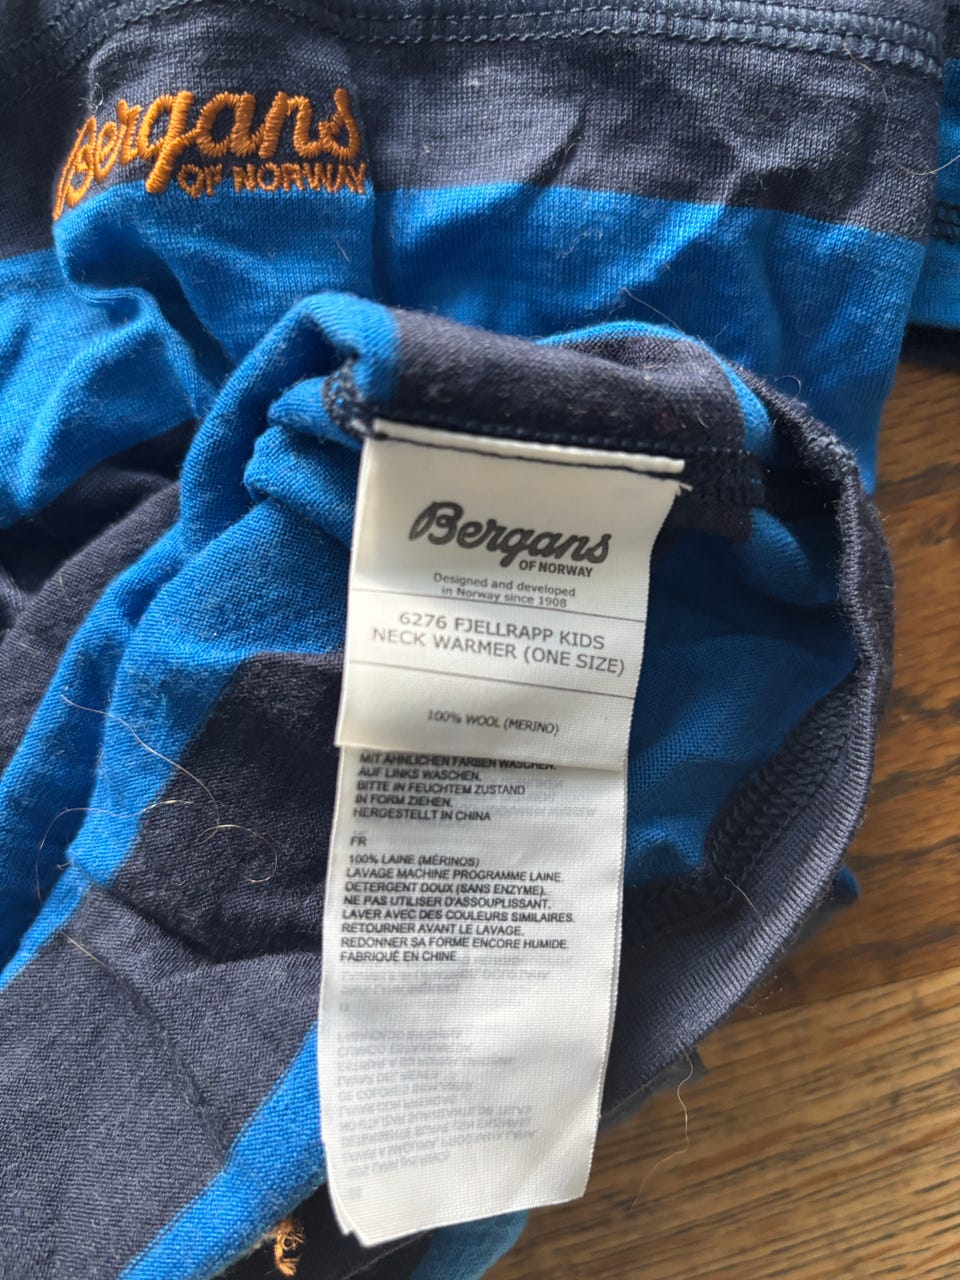 Bergans
OF NORWAY
Bergans
OF NORWAY
Designed and developed
in Norway since 1908
6276 FJELLRAPP KIDS
NECK WARMER (ONE SIZE)
100% WOOL (MERINO)
MIT ÄHNLICHEN FARBEN WASCHEN.
AUF LINKS WASCHEN.
BITTE IN FEUCHTEM ZUSTAND
IN FORM ZIEHEN.
HERGESTELLT IN CHINA
FR
100% LAINE (MÉRINOS)
LAVAGE MACHINE PROGRAMME LAINE.
DETERGENT DOUX (SANS ENZYME).
NE PAS UTILISER D'ASSOUPLISSANT.
LAVER AVEC DES COULEURS SIMILAIRES.
RETOURNER AVANT LE LAVAGE.
REDONNER SA FORME ENCORE HUMIDE.
FABRIQUÉ EN CHINE